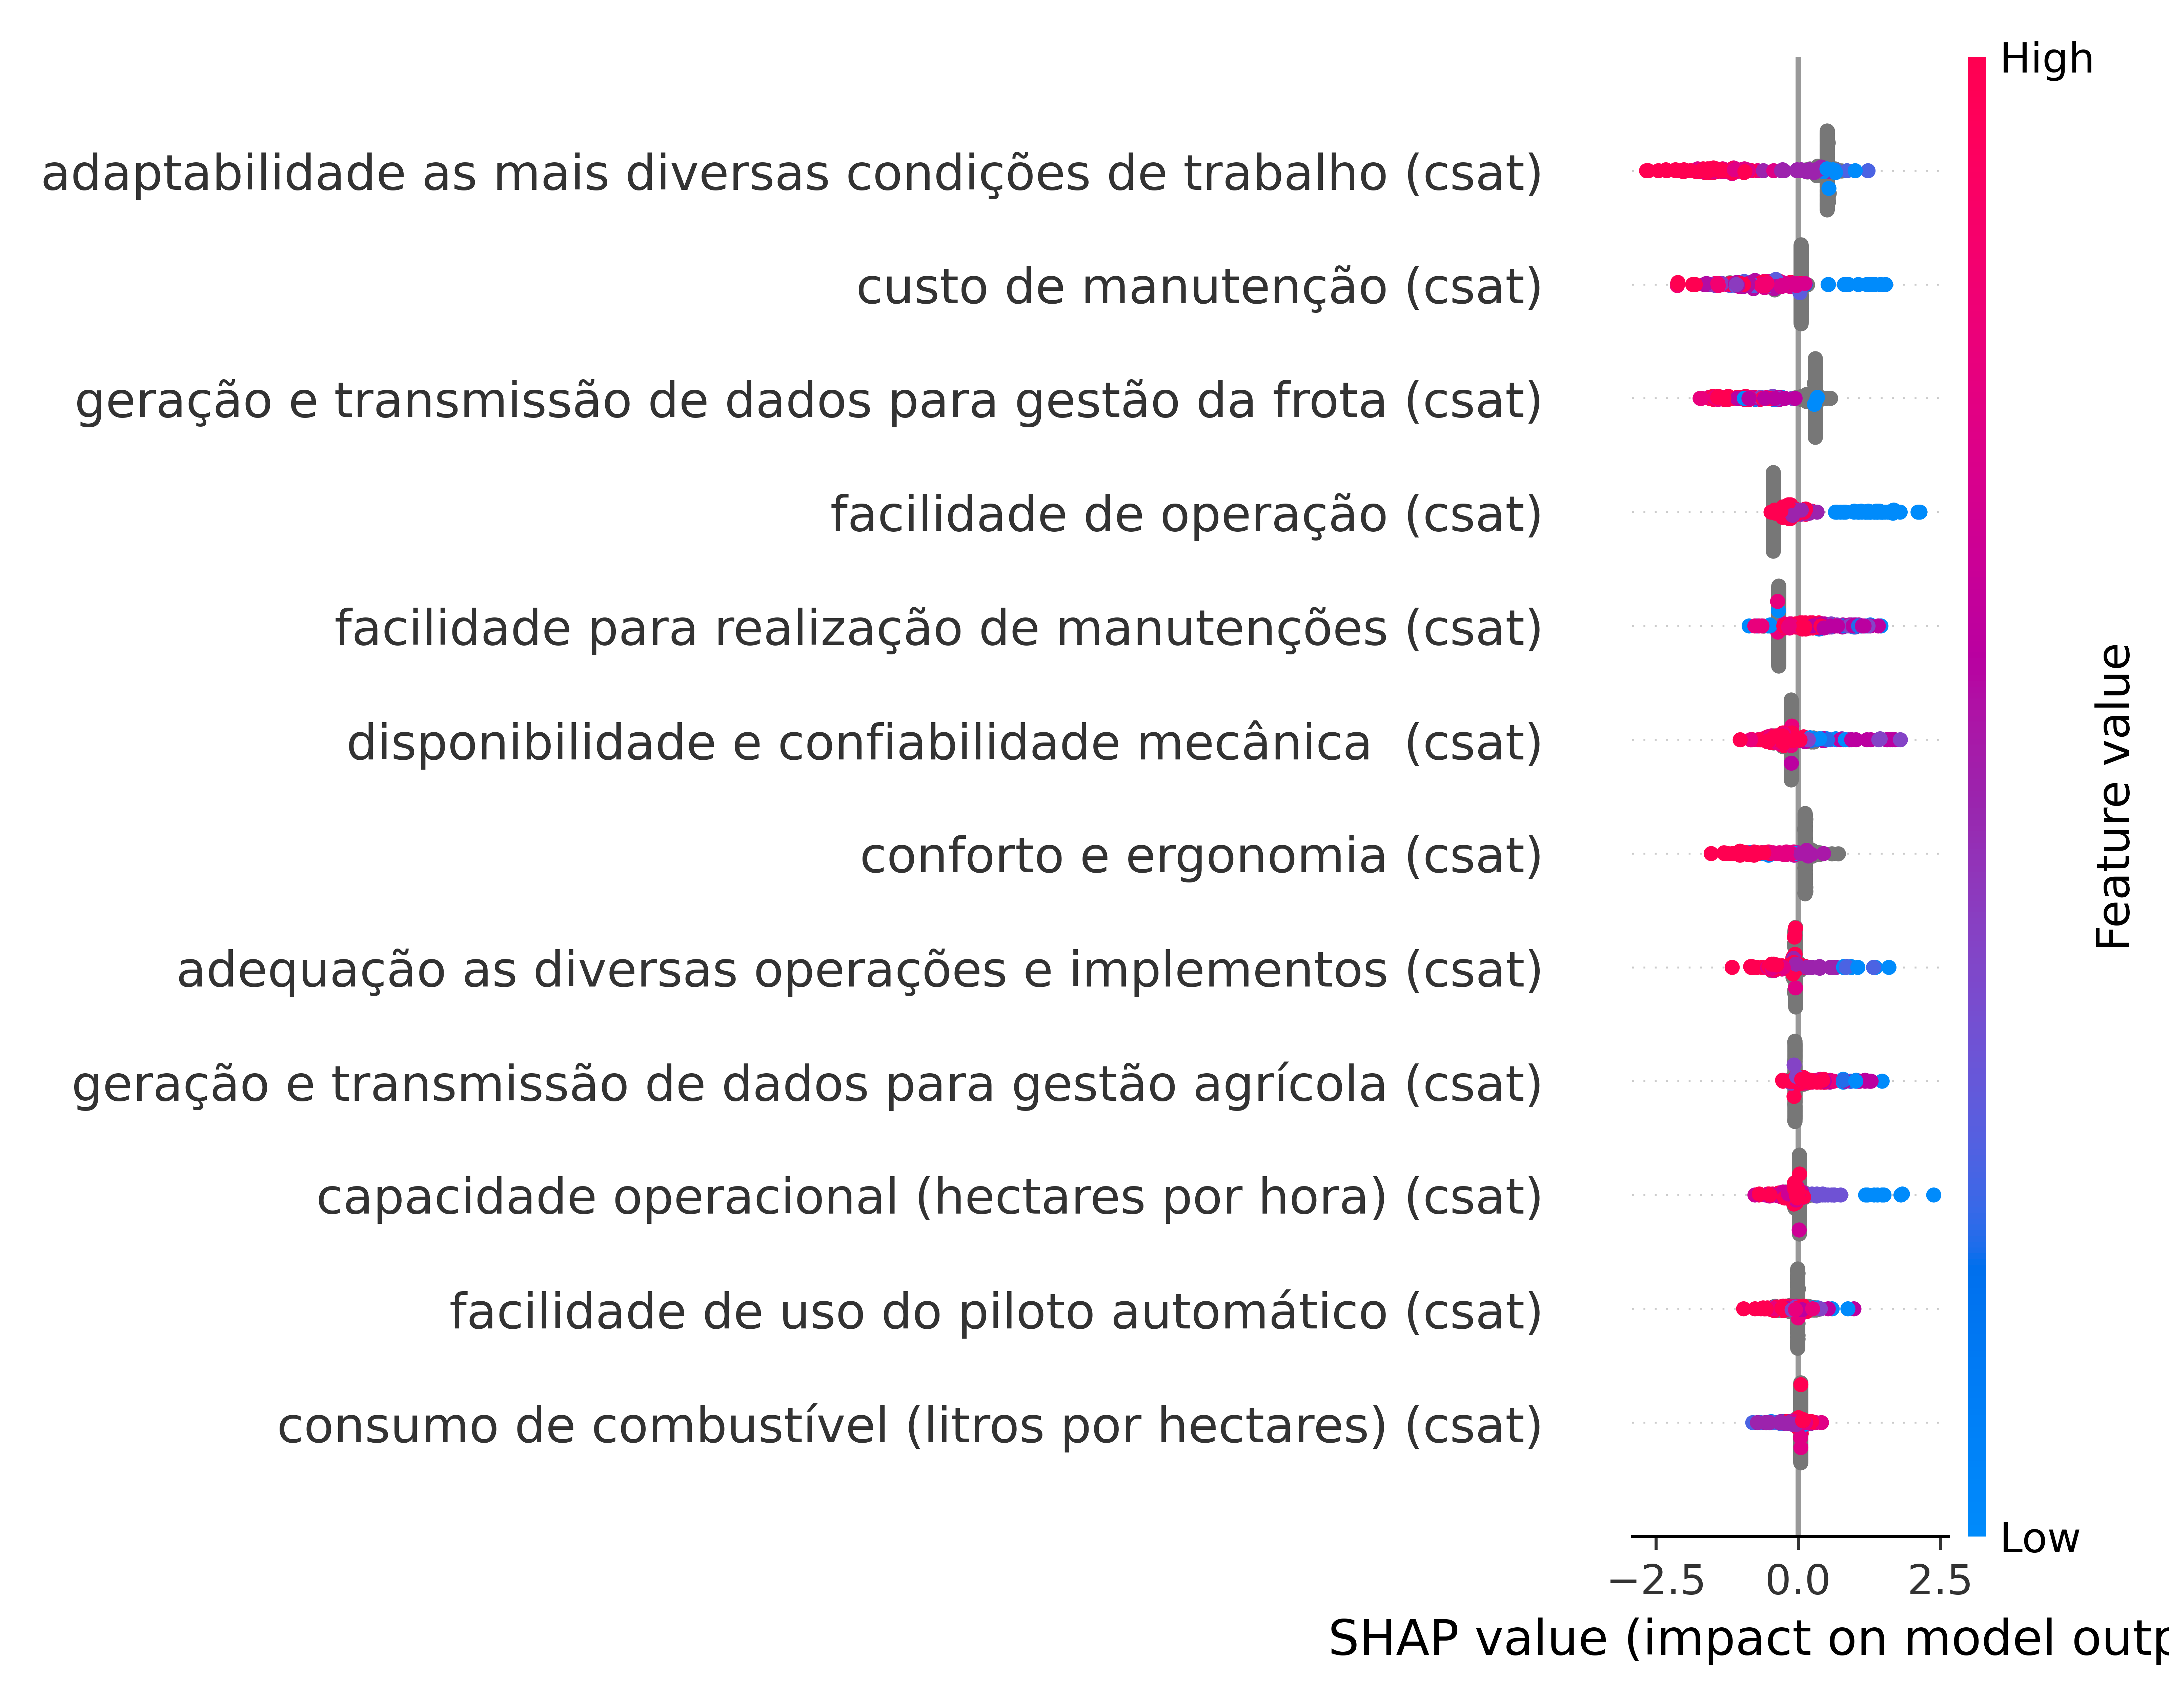 High
adaptabilidade as mais diversas condições de trabalho (csat)
custo de manutenção (csat)
geração e transmissão de dados para gestão da frota (csat)
facilidade de operação (csat)
facilidade para realização de manutenções (csat)
disponibilidade e confiabilidade mecânica (csat)
conforto e ergonomia (csat)
adequação as diversas operações e implementos (csat)
geração e transmissão de dados para gestão agrícola (csat)
capacidade operacional (hectares por hora) (csat)
facilidade de uso do piloto automático (csat)
consumo de combustível (litros por hectares) (csat)
Feature value
Low
−2.5 0.0 2.5
SHAP value (impact on model outp